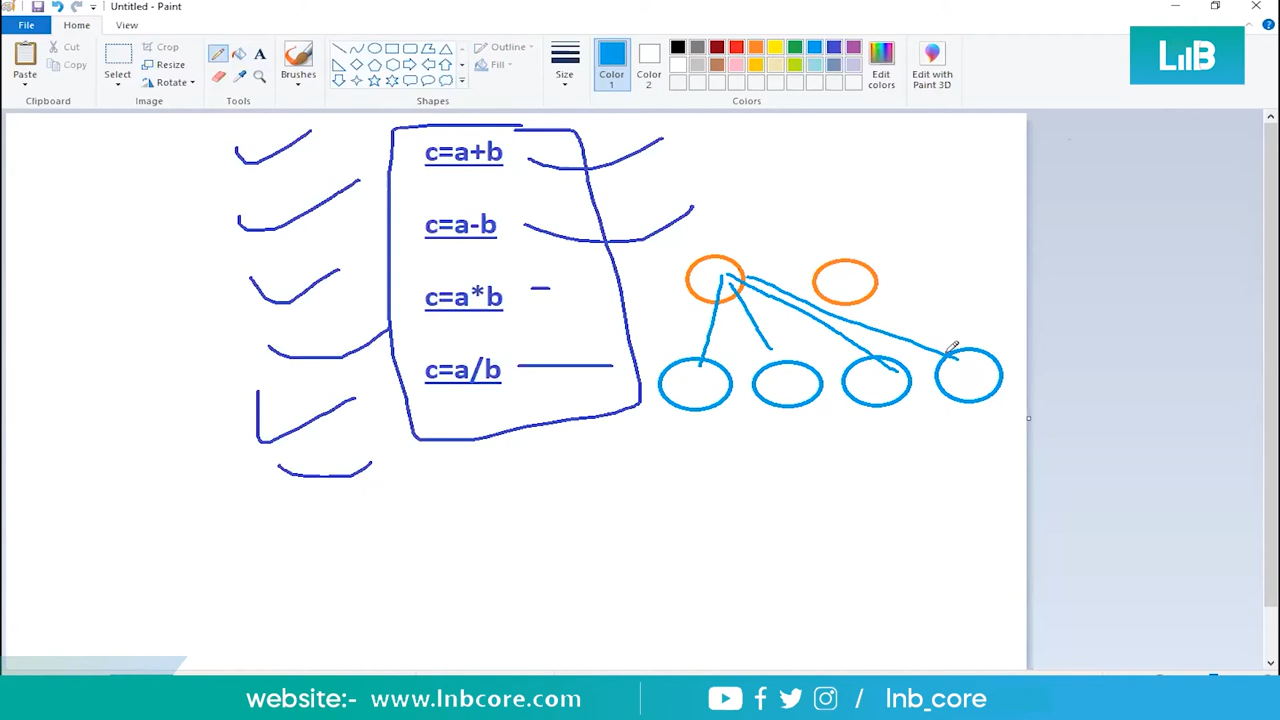 Untitled - Paint
File Home View
Paste
Cut
Copy
Clipboard
Select
Crop
Resize
Rotate
Image
A
Tools
Brushes
Outline
Fill
Shapes
Size
Color 1
Color 2
Edit colors
Colors
Edit with Paint 3D
LNB
c=a+b
c=a-b
c=a*b
c=a/b
website:- www.lnbcore.com
lnb_core